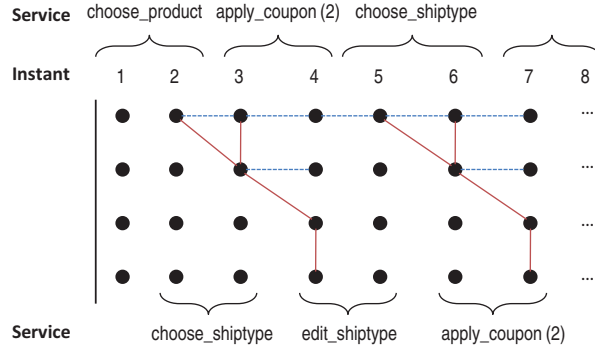 Service choose_product apply_coupon (2) choose_shiptype
Instant 1 2 3 4 5 6 7 8
...
...
...
...
Service choose_shiptype edit_shiptype apply_coupon (2)